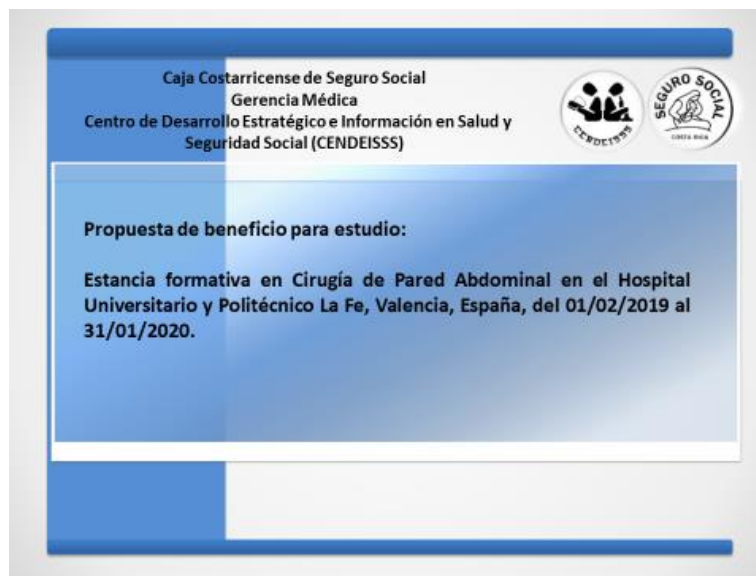 Caja Costarricense de Seguro Social
Gerencia Médica
Centro de Desarrollo Estratégico e Información en Salud y
Seguridad Social (CENDEISSS)
CENDEISSS
SEGURO SOCIAL
COSTA RICA
Propuesta de beneficio para estudio:
Estancia formativa en Cirugía de Pared Abdominal en el Hospital
Universitario y Politécnico La Fe, Valencia, España, del 01/02/2019 al
31/01/2020.